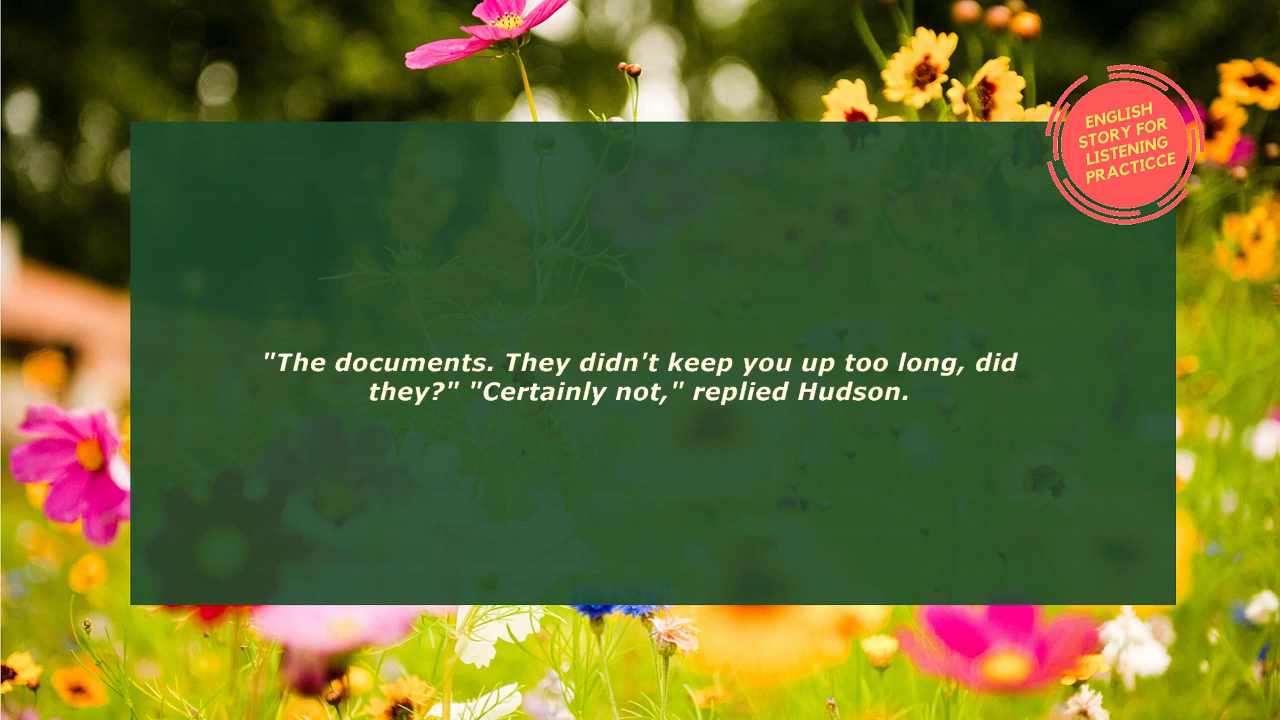 ENGLISH
STORY FOR
LISTENING
PRACTICCE
"The documents. They didn't keep you up too long, did
they?" "Certainly not," replied Hudson.